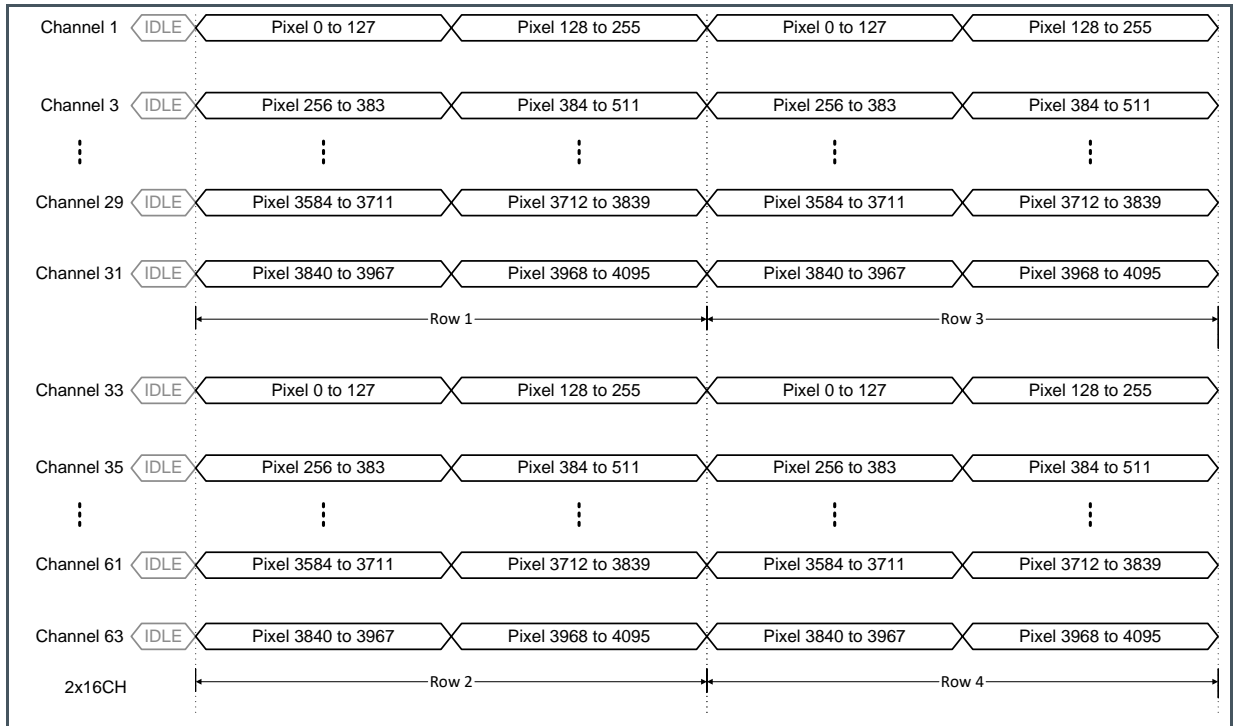 Channel 1 IDLE Pixel 0 to 127 Pixel 128 to 255 Pixel 0 to 127 Pixel 128 to 255
Channel 3 IDLE Pixel 256 to 383 Pixel 384 to 511 Pixel 256 to 383 Pixel 384 to 511
Channel 29 IDLE Pixel 3584 to 3711 Pixel 3712 to 3839 Pixel 3584 to 3711 Pixel 3712 to 3839
Channel 31 IDLE Pixel 3840 to 3967 Pixel 3968 to 4095 Pixel 3840 to 3967 Pixel 3968 to 4095
Row 1 Row 3
Channel 33 IDLE Pixel 0 to 127 Pixel 128 to 255 Pixel 0 to 127 Pixel 128 to 255
Channel 35 IDLE Pixel 256 to 383 Pixel 384 to 511 Pixel 256 to 383 Pixel 384 to 511
Channel 61 IDLE Pixel 3584 to 3711 Pixel 3712 to 3839 Pixel 3584 to 3711 Pixel 3712 to 3839
Channel 63 IDLE Pixel 3840 to 3967 Pixel 3968 to 4095 Pixel 3840 to 3967 Pixel 3968 to 4095
2x16CH Row 2 Row 4